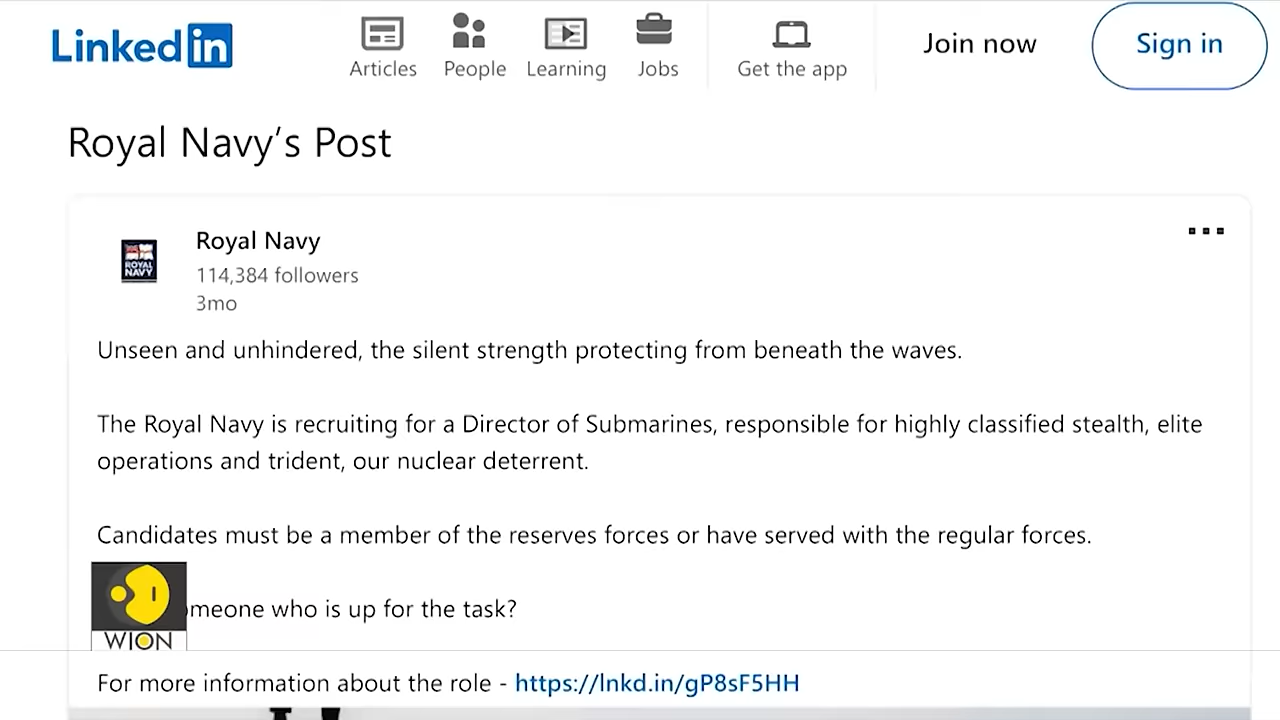 Linked in
Articles People Learning Jobs Get the app Join now Sign in
Royal Navy’s Post
Royal Navy
ROYAL NAVY
114,384 followers
3mo
Unseen and unhindered, the silent strength protecting from beneath the waves.
The Royal Navy is recruiting for a Director of Submarines, responsible for highly classified stealth, elite
operations and trident, our nuclear deterrent.
Candidates must be a member of the reserves forces or have served with the regular forces.
who is up for the task?
WION
For more information about the role - https://lnkd.in/gP8sF5HH